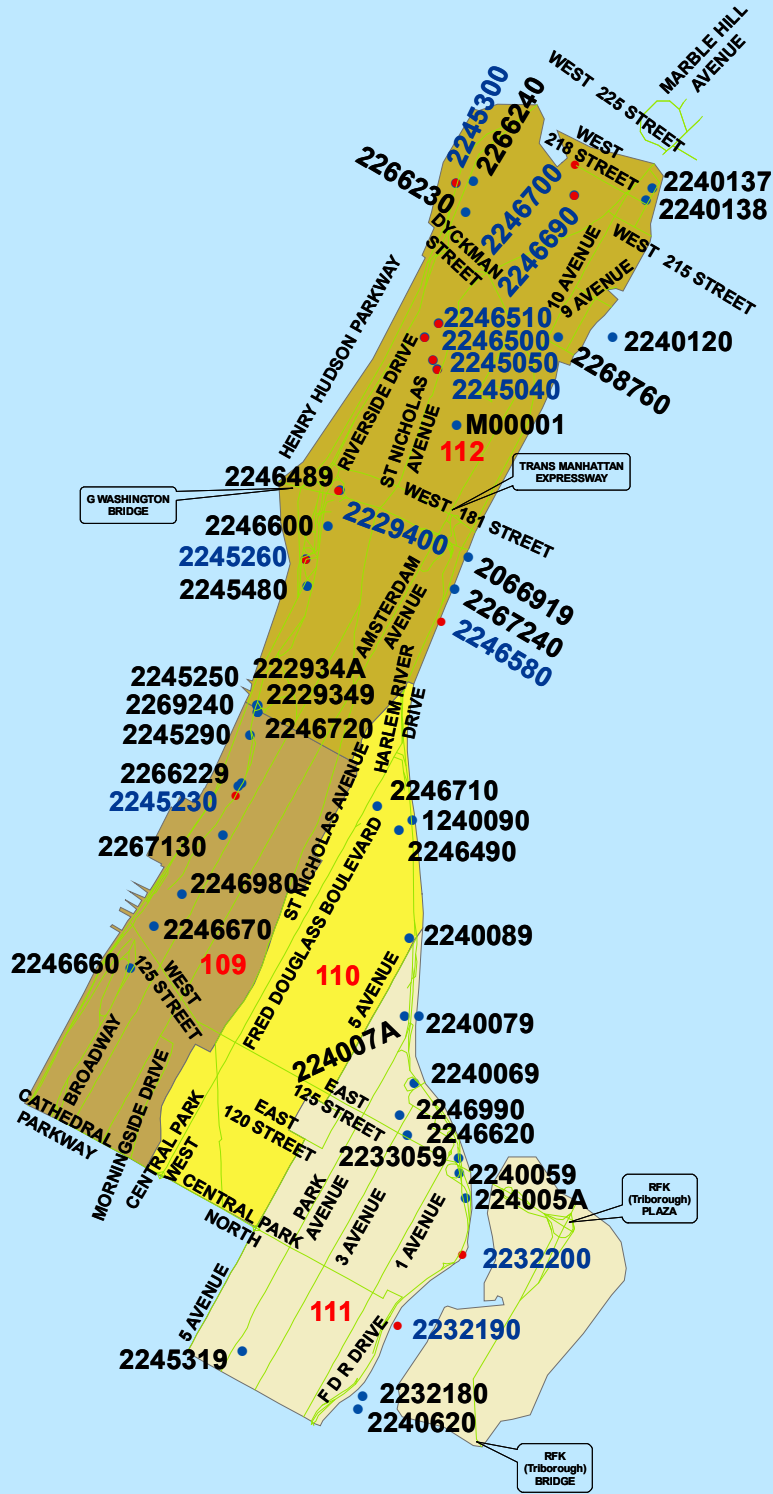 MARBLE HILL
AVENUE
WEST 225 STREET
2245300
2266240
WEST
218 STREET
2266230
2246700
2246690
2240137
2240138
DYCKMAN
STREET
10 AVENUE
9 AVENUE
WEST 215 STREET
HENRY HUDSON PARKWAY
2246510
2246500
2245050
2245040
2240120
2268760
RIVERSIDE DRIVE
ST NICHOLAS
AVENUE
M00001
112
2246489
TRANS MANHATTAN
EXPRESSWAY
G WASHINGTON
BRIDGE
WEST 181 STREET
2246600
2229400
2245260
2245480
2066919
2267240
2246580
AMSTERDAM
AVENUE
HARLEM RIVER
DRIVE
2245250
222934A
2269240
2229349
2245290
2246720
2266229
2245230
2246710
1240090
2246490
2267130
ST NICHOLAS AVENUE
FRED DOUGLASS BOULEVARD
2246980
2246670
2240089
2246660
WEST
125 STREET
109
110
5 AVENUE
224007A
2240079
2240069
BROADWAY
EAST
125 STREET
2246990
2246620
CATHEDRAL
PARKWAY
MORNINGSIDE DRIVE
CENTRAL PARK
WEST
EAST
120 STREET
2233059
2240059
224005A
PARK
AVENUE
3 AVENUE
1 AVENUE
CENTRAL PARK
NORTH
RFK
(Triborough)
PLAZA
2232200
5 AVENUE
111
F D R DRIVE
2232190
2245319
2232180
2240620
RFK
(Triborough)
BRIDGE